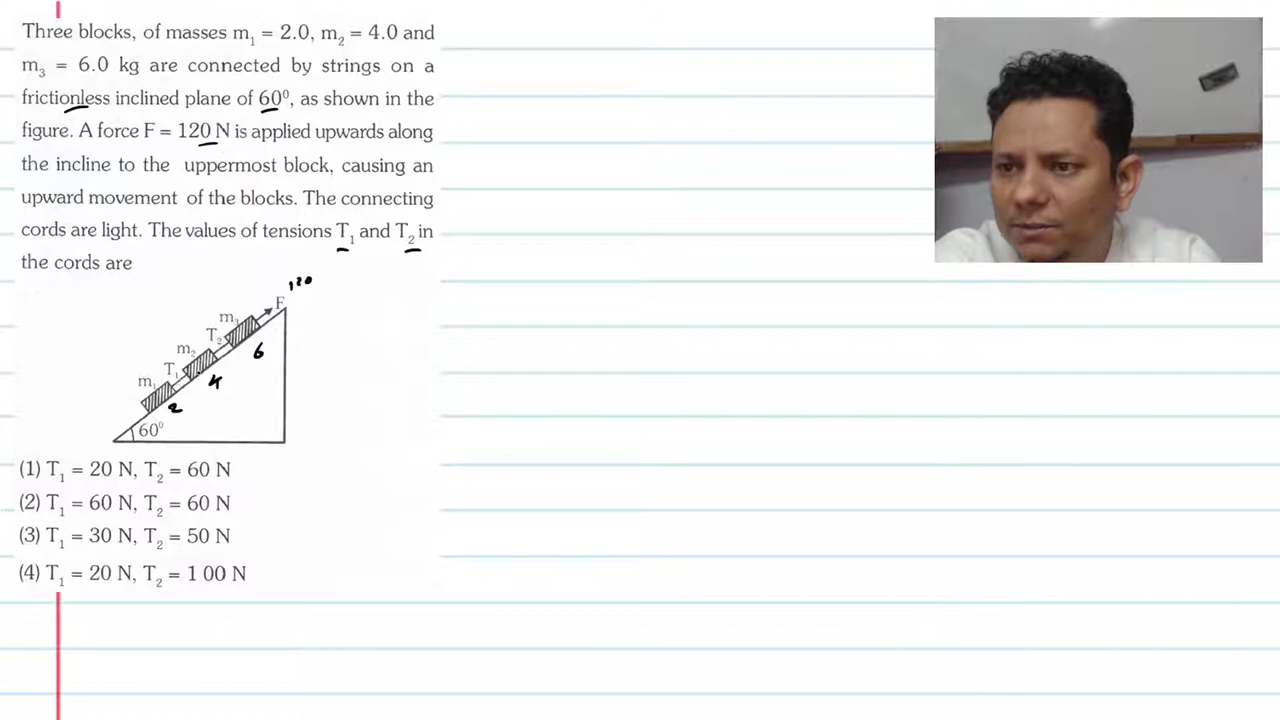 Three blocks, of masses m₁ = 2.0, m₂ = 4.0 and
m₃ = 6.0 kg are connected by strings on a
frictionless inclined plane of 60⁰, as shown in the
figure. A force F = 120 N is applied upwards along
the incline to the uppermost block, causing an
upward movement of the blocks. The connecting
cords are light. The values of tensions T₁ and T₂ in
the cords are
120
F
m₃
T₂
6
m₂
4
T₁
m₁
2
60⁰
(1) T₁ = 20 N, T₂ = 60 N
(2) T₁ = 60 N, T₂ = 60 N
(3) T₁ = 30 N, T₂ = 50 N
(4) T₁ = 20 N, T₂ = 1 00 N